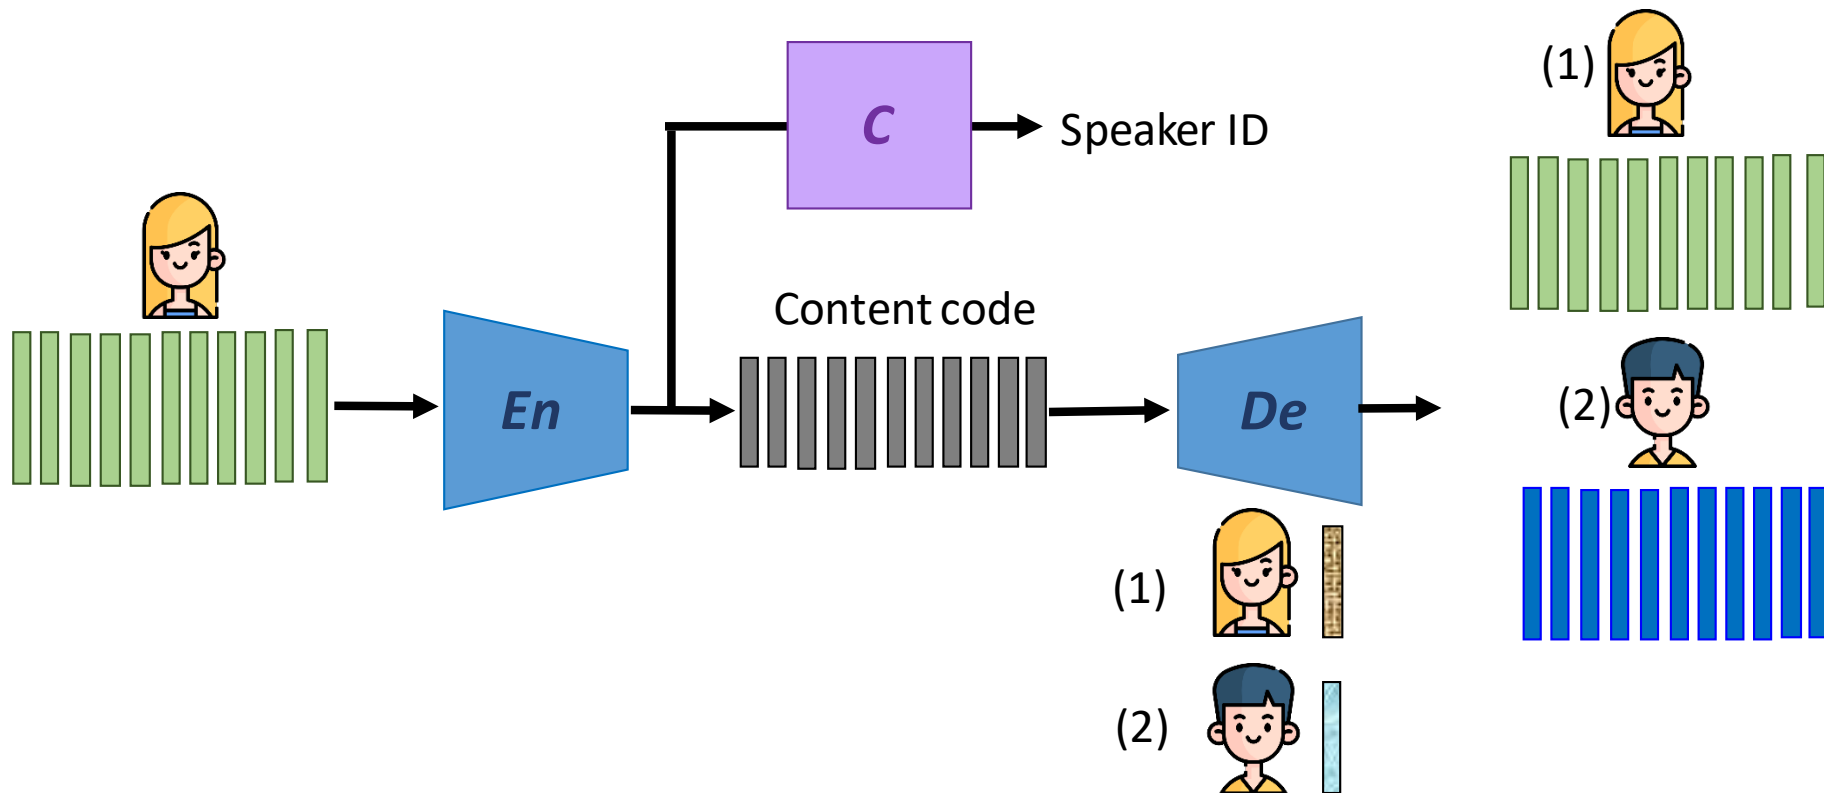 C
Speaker ID
(1)
Content code
En
De
(2)
(1)
(2)